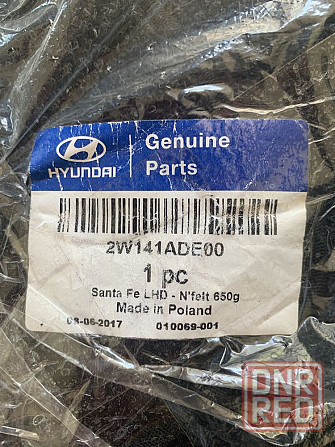 HYUNDAI
Genuine
Parts
2W141ADE00
1 pc
Santa Fe LHD - N'felt 650g
Made in Poland
08-06-2017 010069-001
DNR
RED